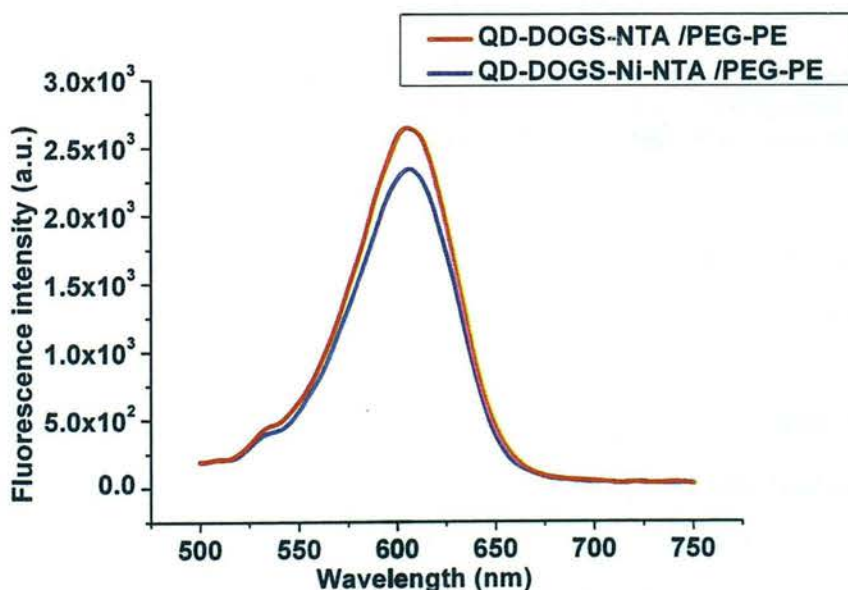 QD-DOGS-NTA /PEG-PE
QD-DOGS-Ni-NTA /PEG-PE
Fluorescence intensity (a.u.)
3.0x10³
2.5x10³
2.0x10³
1.5x10³
1.0x10³
5.0x10²
0.0
500 550 600 650 700 750
Wavelength (nm)